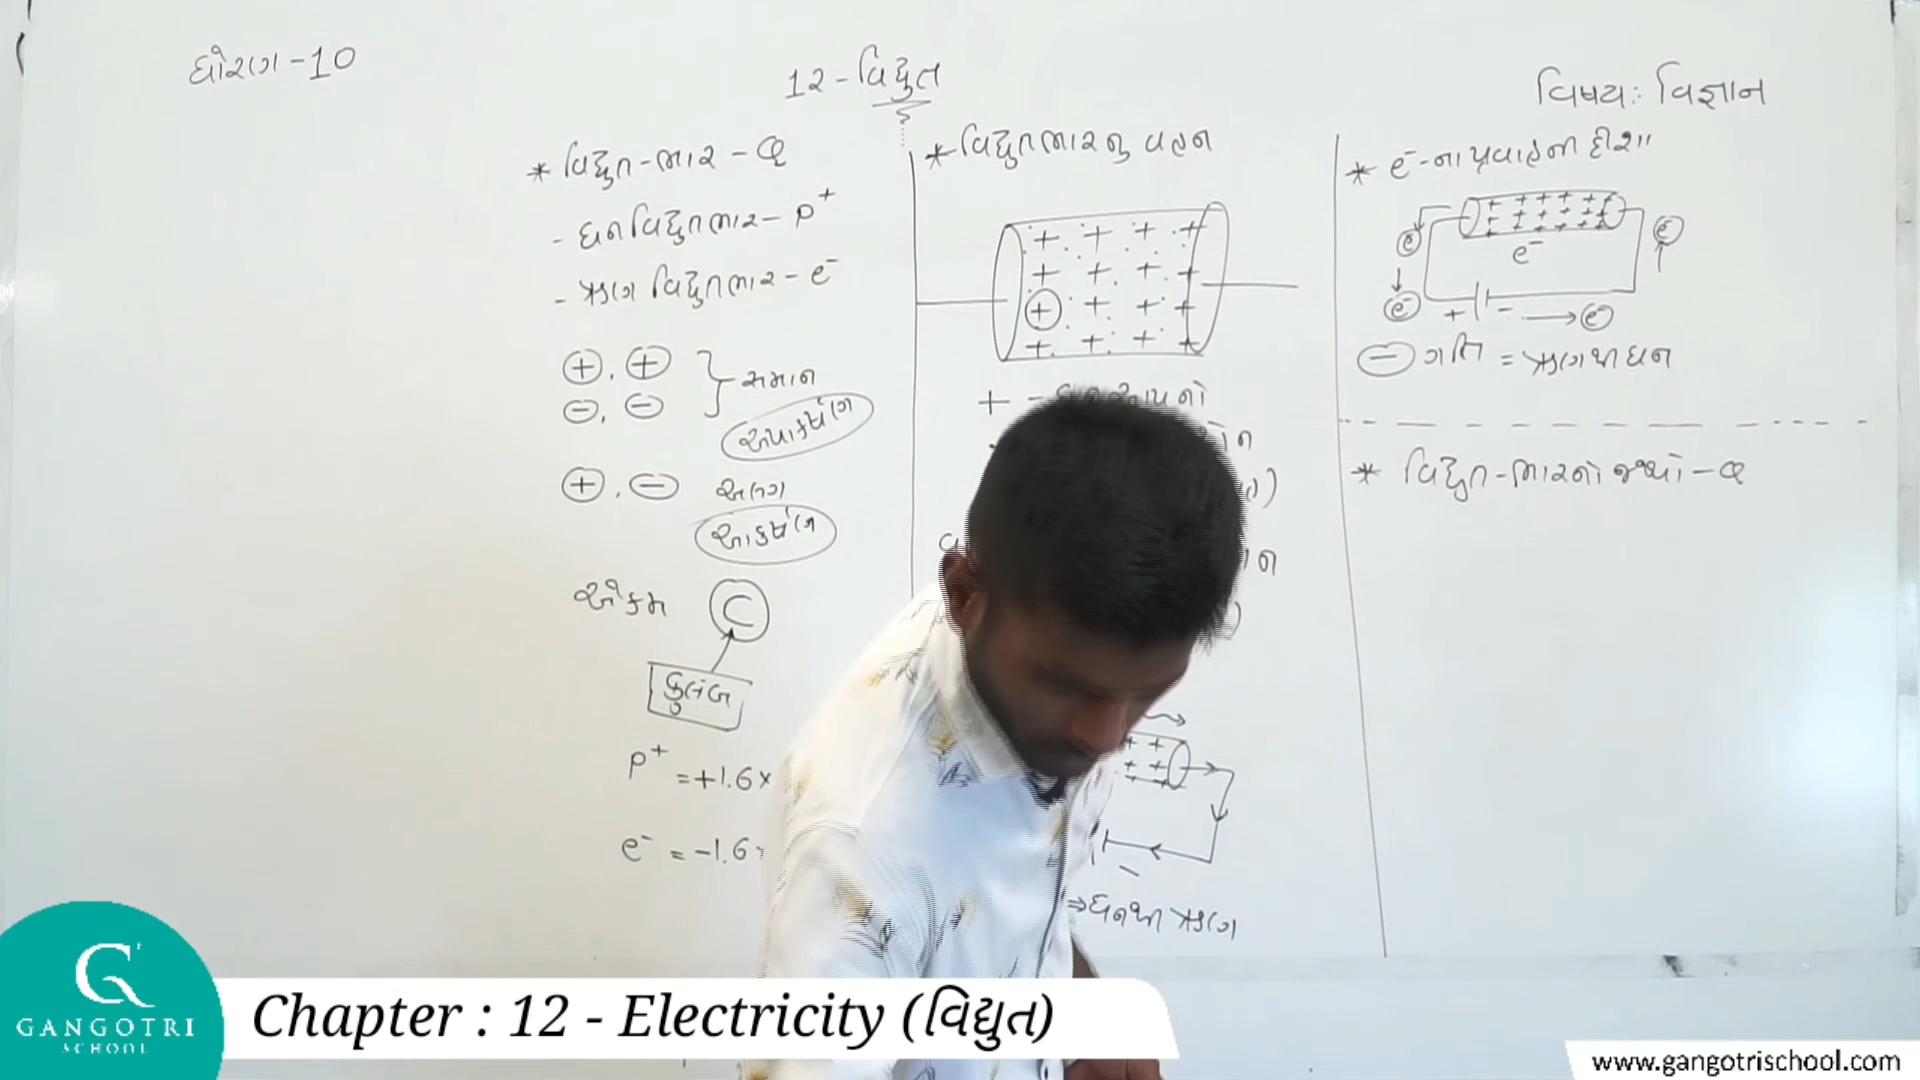 ધોરણ-10
12-વિદ્યુત
વિષય: વિજ્ઞાન
* વિદ્યુત-ભાર - Q
- ધન વિદ્યુતભાર - p+
- ઋણ વિદ્યુતભાર - e-
+, +
-, -
સમાન
અપાકર્ષણ
+, - અલગ
આકર્ષણ
એકમ C
કુલંબ
p+ = +1.6×
e- = -1.6
* વિદ્યુતભારનુ વહન
+ + + +
+ + + +
+ + + +
+ + + +
+ -
⇒ ધનથી ઋણ
* e- ના પ્રવાહની દીશા
e-
e-
e-
e-
+ - → e-
- ગતિ = ઋણથી ધન
* વિદ્યુત-ભારનો જથ્થો - Q
G
GANGOTRI
SCHOOL
Chapter : 12 - Electricity (વિદ્યુત)
www.gangotrischool.com